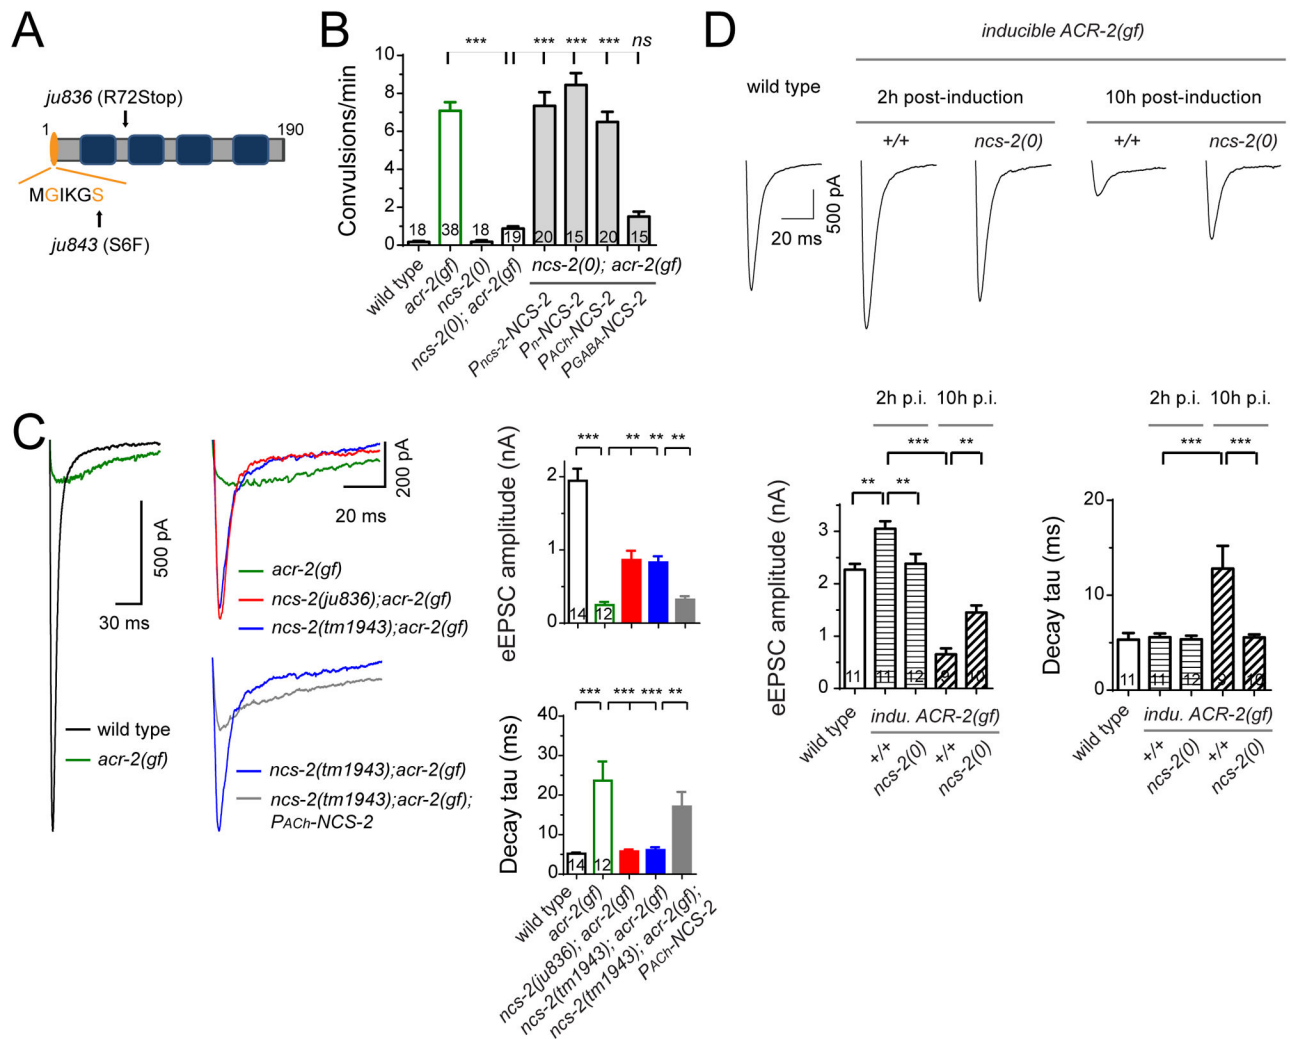 A
ju836 (R72Stop)
1
190
MGIKGS
ju843 (S6F)
B
*** *** *** *** ns
Convulsions/min
10
8
6
4
2
0
18 38 18 19 20 15 20 15
ncs-2(0); acr-2(gf)
wild type
acr-2(gf)
ncs-2(0)
ncs-2(0); acr-2(gf)
Pncs-2-NCS-2
Pn-NCS-2
PACh-NCS-2
PGABA-NCS-2
D
inducible ACR-2(gf)
wild type
2h post-induction
10h post-induction
+/+
ncs-2(0)
+/+
ncs-2(0)
500 pA
20 ms
C
500 pA
30 ms
wild type
acr-2(gf)
200 pA
20 ms
acr-2(gf)
ncs-2(ju836);acr-2(gf)
ncs-2(tm1943);acr-2(gf)
ncs-2(tm1943);acr-2(gf)
ncs-2(tm1943);acr-2(gf);
PACh-NCS-2
eEPSC amplitude (nA)
*** ** ** **
2
1
0
14 12
Decay tau (ms)
*** *** *** **
40
30
20
10
0
14 12
wild type
acr-2(gf)
ncs-2(ju836); acr-2(gf)
ncs-2(tm1943); acr-2(gf)
ncs-2(tm1943); acr-2(gf);
PACh-NCS-2
2h p.i. 10h p.i.
*** **
** **
eEPSC amplitude (nA)
3
2
1
0
11 11 12 9 10
wild type
indu. ACR-2(gf)
+/+
ncs-2(0)
+/+
ncs-2(0)
2h p.i. 10h p.i.
*** ***
Decay tau (ms)
20
10
0
11 11 12 9 10
wild type
indu. ACR-2(gf)
+/+
ncs-2(0)
+/+
ncs-2(0)